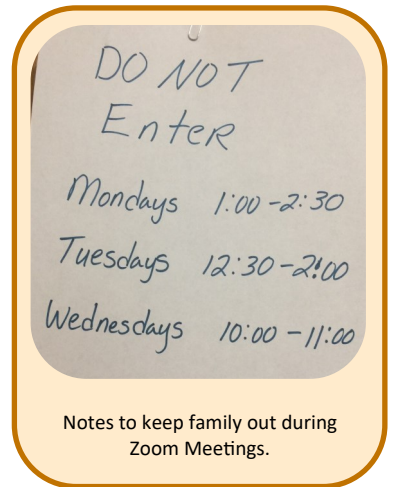 DO NOT
Enter
Mondays 1:00 - 2:30
Tuesdays 12:30 - 2:00
Wednesdays 10:00 - 11:00
Notes to keep family out during
Zoom Meetings.